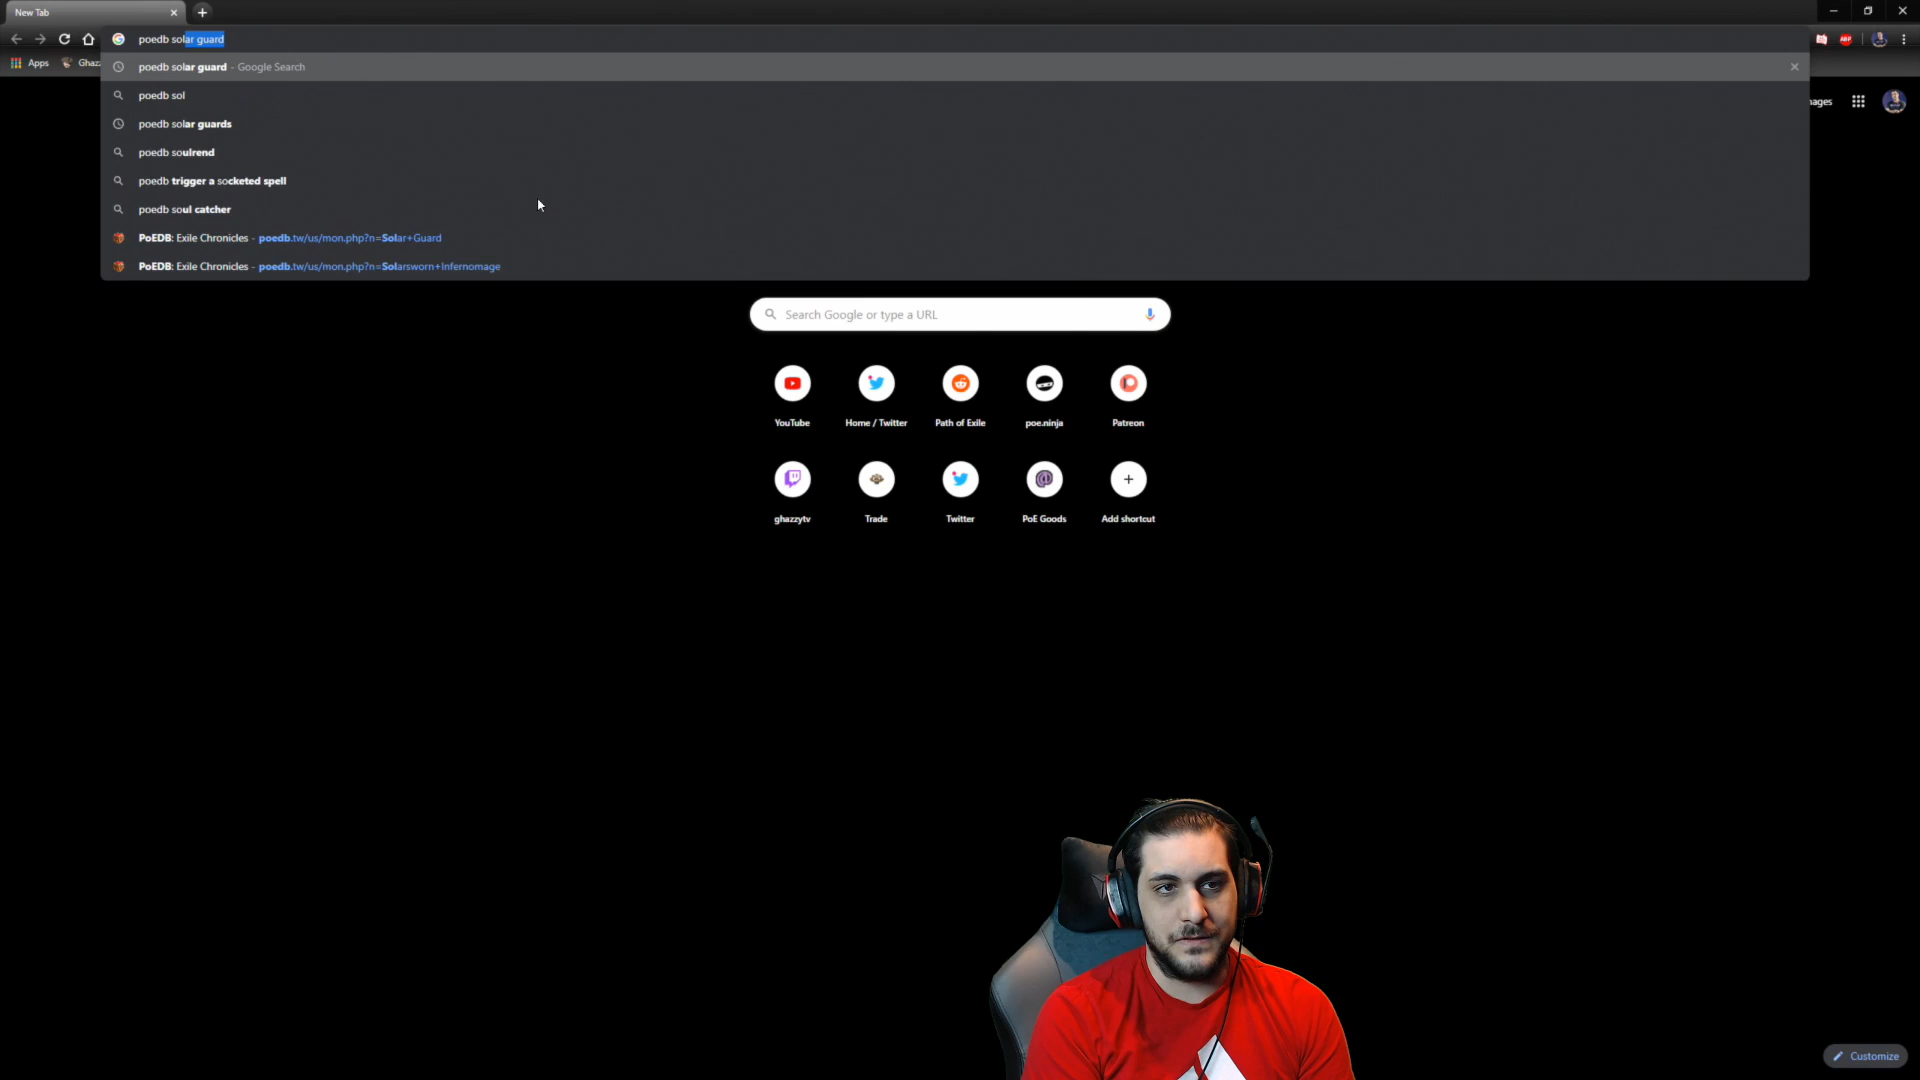 New Tab
poedb solar guard
Apps
Ghazz
poedb solar guard - Google Search
poedb sol
poedb solar guards
poedb soulrend
poedb trigger a socketed spell
poedb soul catcher
PoEDB: Exile Chronicles - poedb.tw/us/mon.php?n=Solar+Guard
PoEDB: Exile Chronicles - poedb.tw/us/mon.php?n=Solarsworn+Infernomage
ages
ABP
Search Google or type a URL
YouTube
Home / Twitter
Path of Exile
poe.ninja
Patreon
ghazzytv
Trade
Twitter
PoE Goods
Add shortcut
Customize